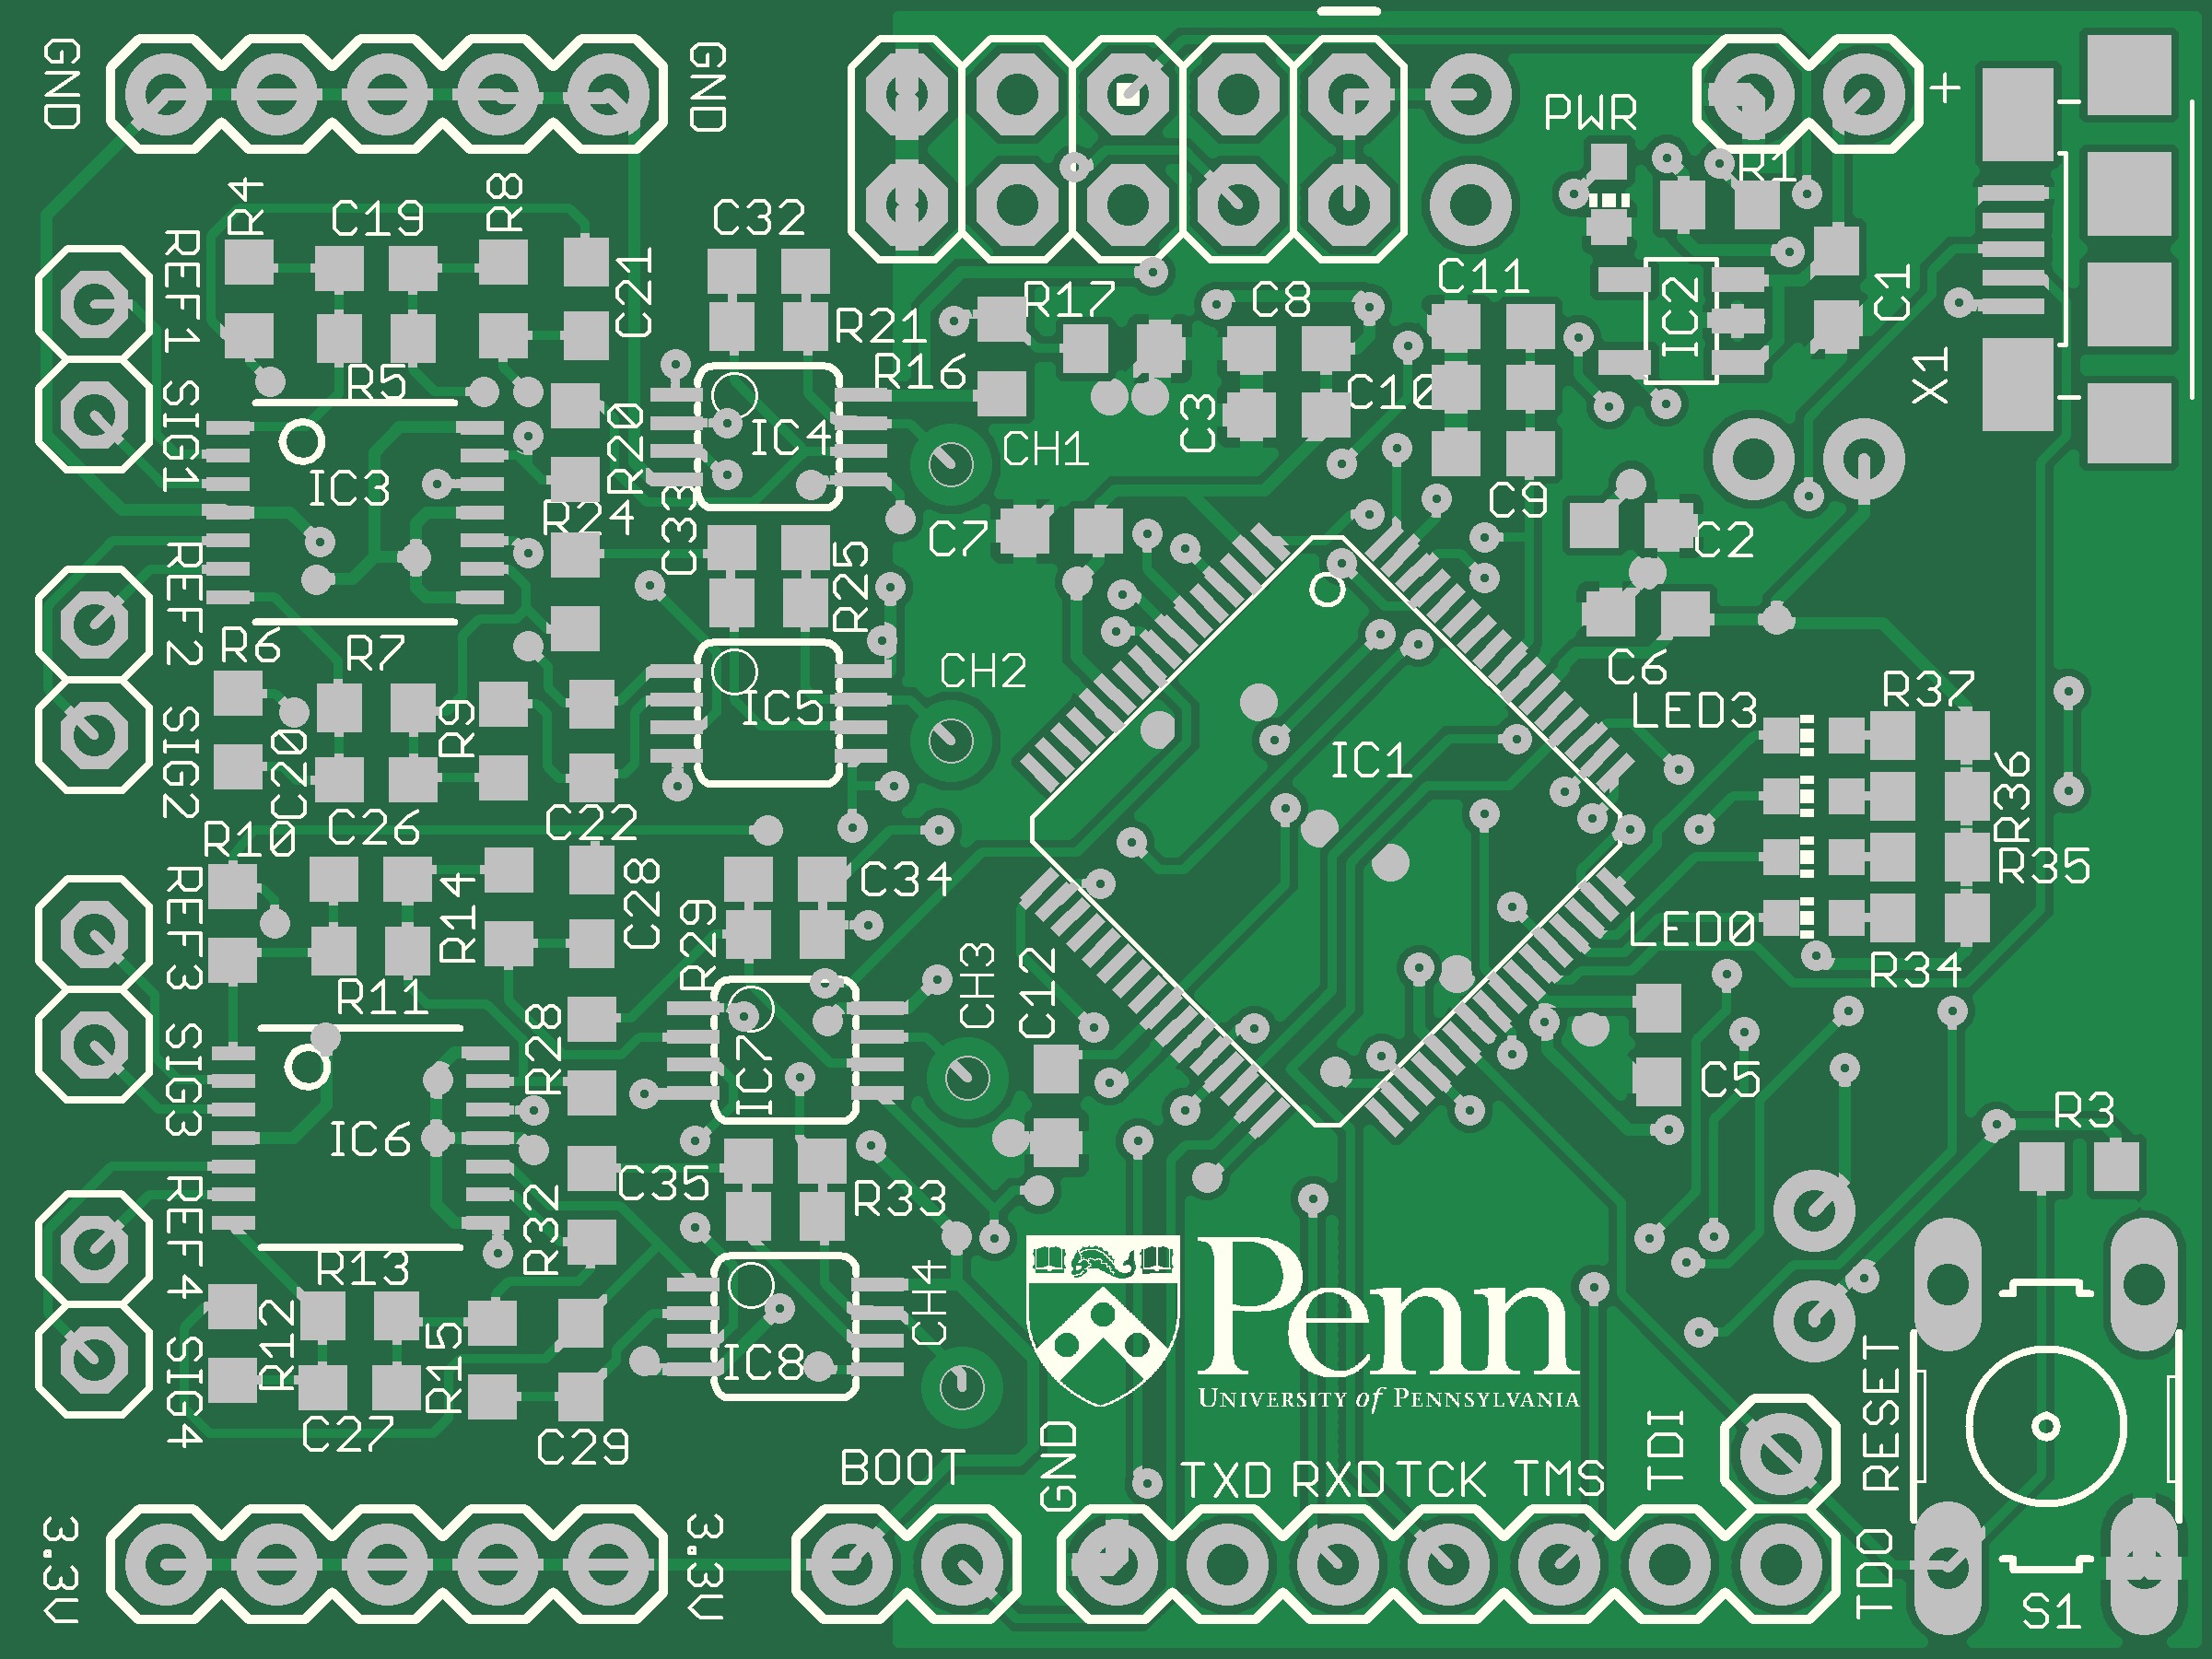 GND
GND
+
PWR
R1
R4
C19
R8
C32
REF1
C21
R17
C8
C11
IC2
C1
R21
R16
R5
C10
X1
C3
SIG1
R20
IC4
CH1
IC3
C33
C9
R24
C7
C2
R25
REF2
R6
R7
CH2
C6
R37
LED3
SIG2
R9
IC5
IC1
C20
R36
R10
C26
C22
R35
REF3
R14
C28
C34
R29
LED0
R34
R11
CH3
C12
SIG3
R28
IC7
C5
R3
IC6
REF4
R32
C35
R33
R13
CH4
Penn
R12
R15
IC8
SIG4
UNIVERSITY of PENNSYLVANIA
RESET
C27
C29
BOOT
GND
TXD
RXD
TCK
TMS
TDI
3.3V
3.3V
TDO
S1